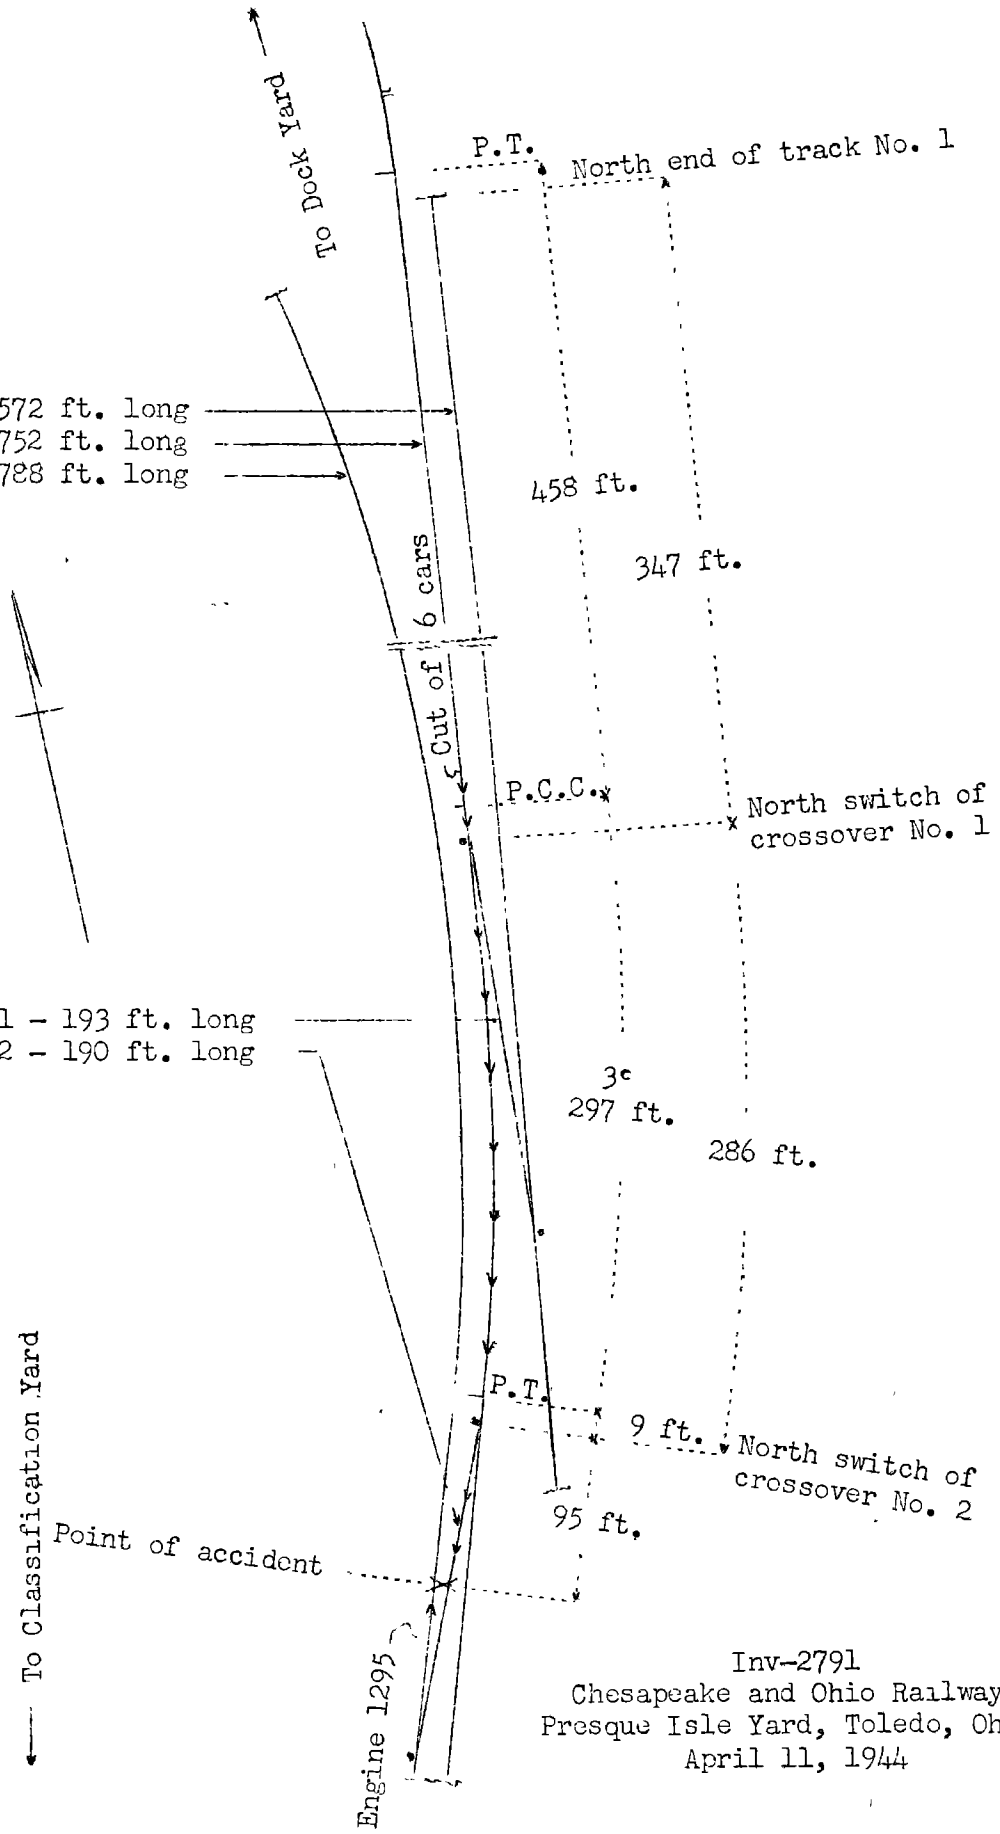 To Dock Yard
P.T.
North end of track No. 1
572 ft. long
752 ft. long
788 ft. long
458 ft.
347 ft.
Cut of 6 cars
P.C.C.
North switch of
crossover No. 1
1 - 193 ft. long
2 - 190 ft. long
3°
297 ft.
286 ft.
To Classification Yard
P.T.
9 ft.
North switch of
crossover No. 2
95 ft.
Point of accident
Engine 1295
Inv-2791
Chesapeake and Ohio Railway
Presque Isle Yard, Toledo, Oh
April 11, 1944